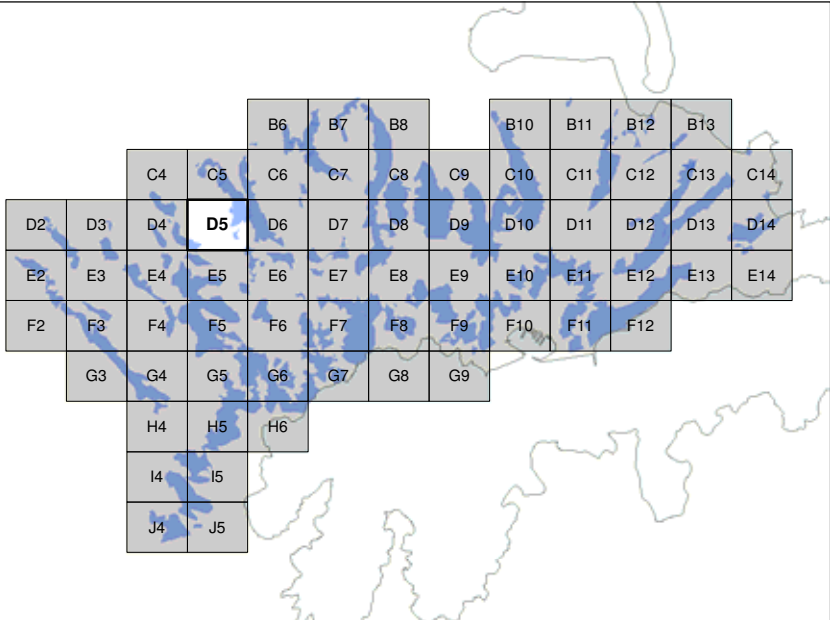 B6 B7 B8 B10 B11 B12 B13
C4 C5 C6 C7 C8 C9 C10 C11 C12 C13 C14
D2 D3 D4 D5 D6 D7 D8 D9 D10 D11 D12 D13 D14
E2 E3 E4 E5 E6 E7 E8 E9 E10 E11 E12 E13 E14
F2 F3 F4 F5 F6 F7 F8 F9 F10 F11 F12
G3 G4 G5 G6 G7 G8 G9
H4 H5 H6
I4 I5
J4 J5